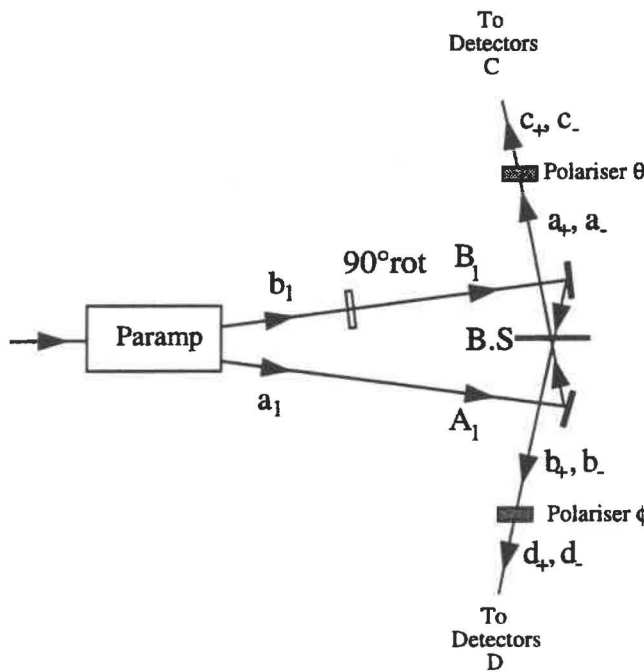 To
Detectors
C
c₊, c₋
Polariser θ
a₊, a₋
90°rot
B₁
b₁
Paramp
B.S
a₁
A₁
b₊, b₋
Polariser ϕ
d₊, d₋
To
Detectors
D